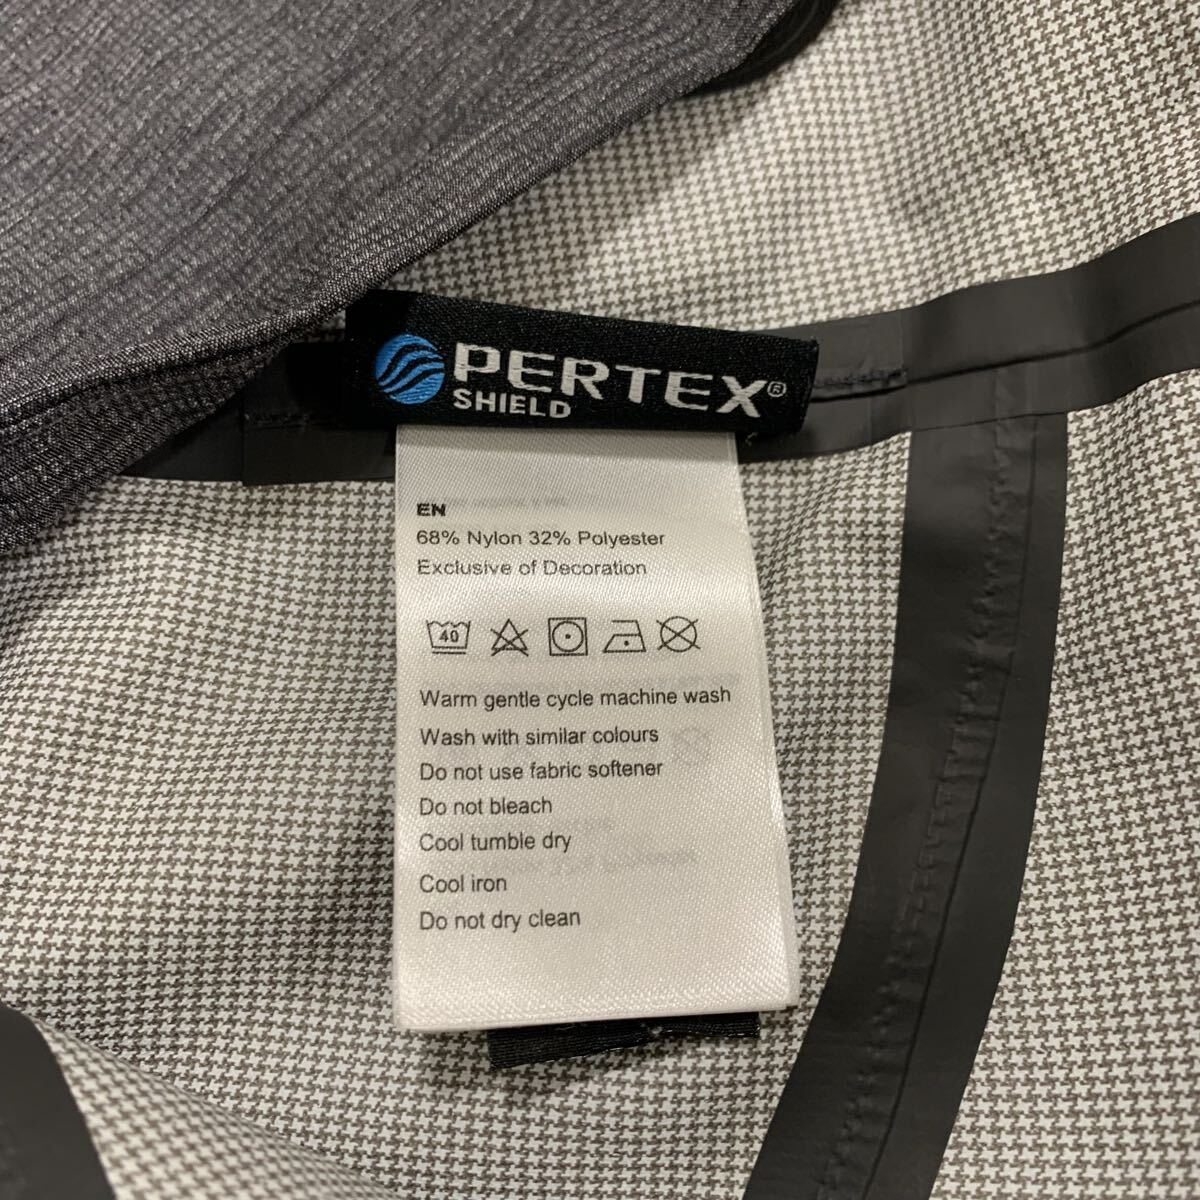 PERTEX®
SHIELD
EN
68% Nylon 32% Polyester
Exclusive of Decoration
40
Warm gentle cycle machine wash
Wash with similar colours
Do not use fabric softener
Do not bleach
Cool tumble dry
Cool iron
Do not dry clean